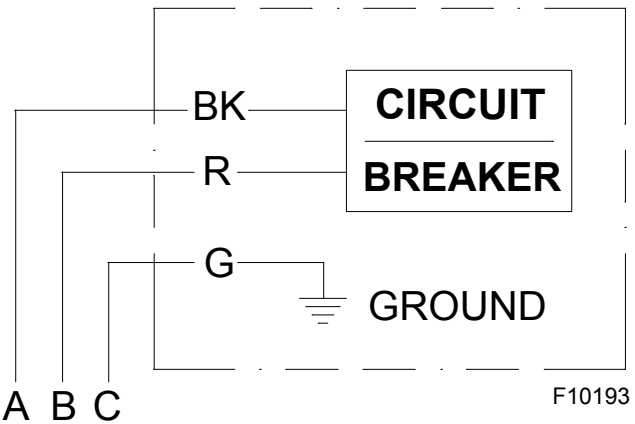 BK
CIRCUIT
R
BREAKER
G
GROUND
A B C
F10193